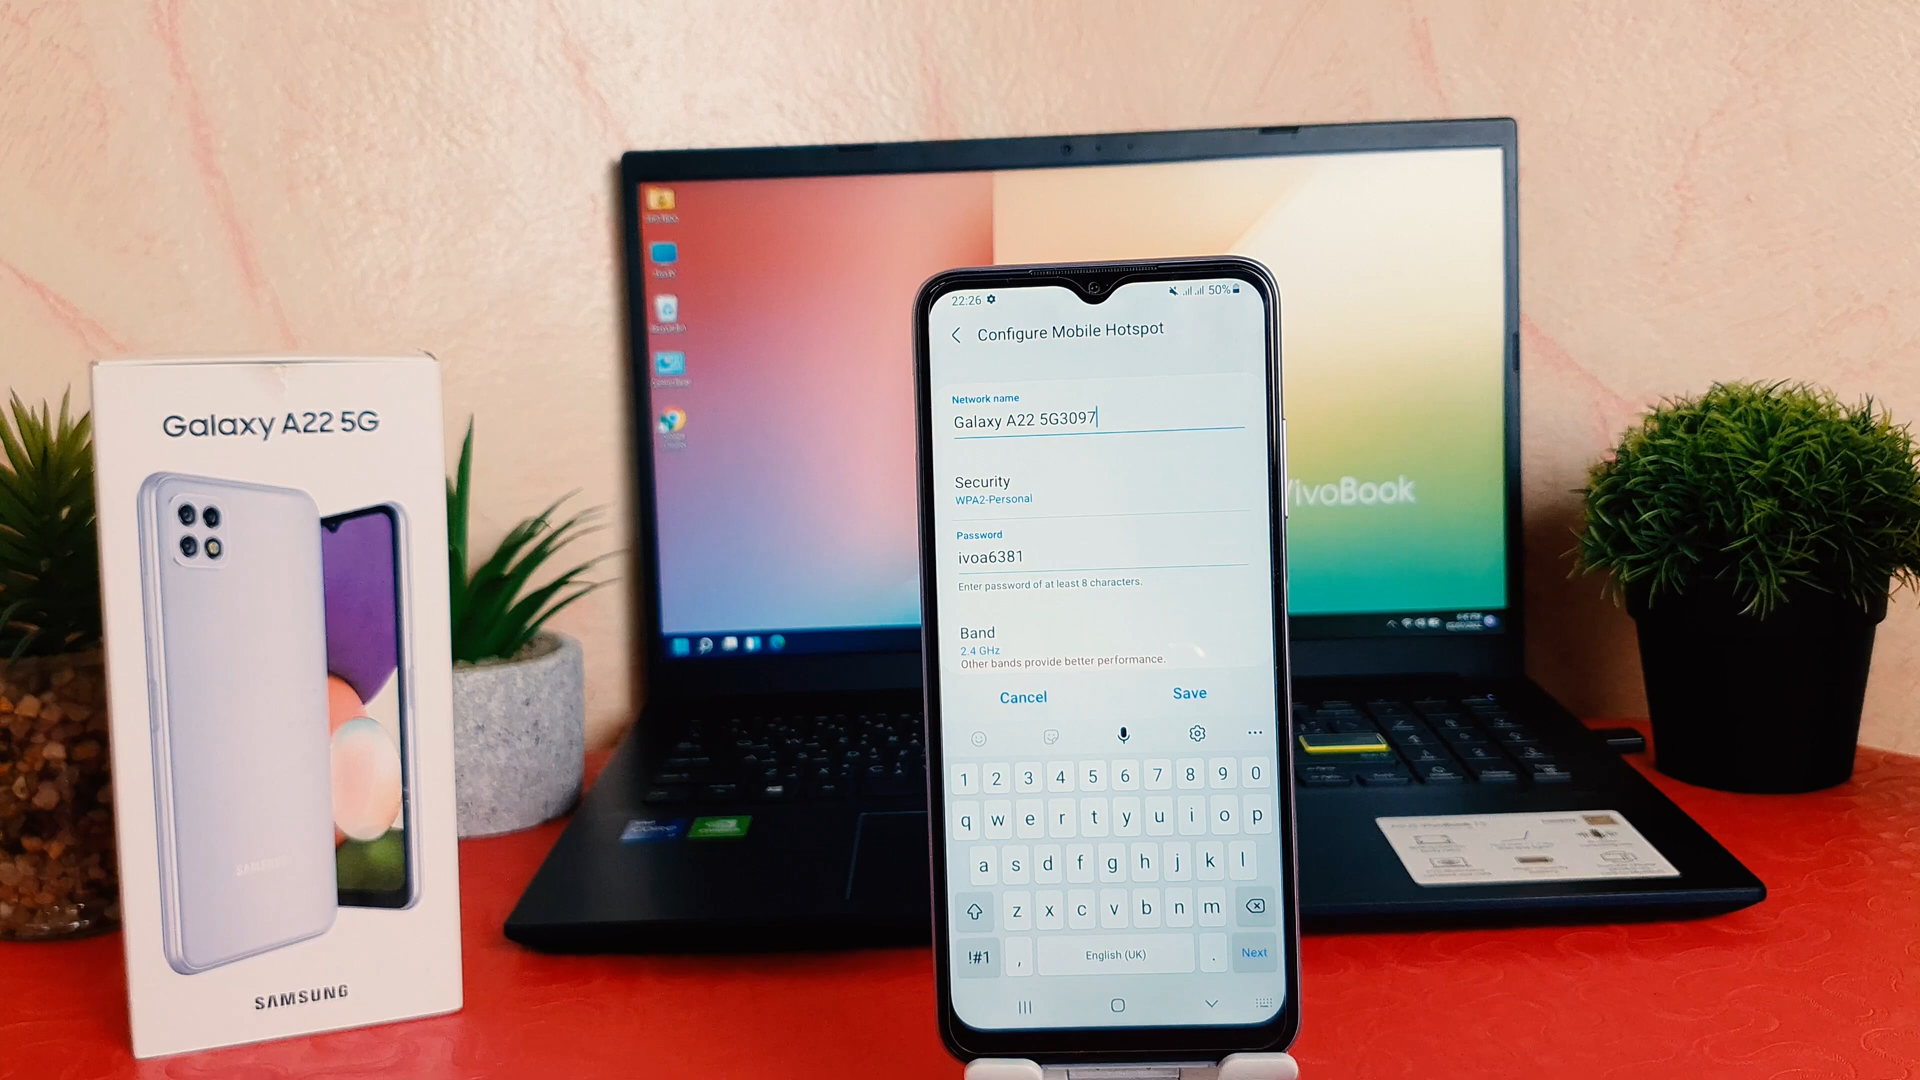 Galaxy A22 5G
SAMSUNG
SAMSUNG
VivoBook
22:26
50%
Configure Mobile Hotspot
Network name
Galaxy A22 5G3097
Security
WPA2-Personal
Password
ivoa6381
Enter password of at least 8 characters.
Band
2.4 GHz
Other bands provide better performance.
Cancel Save
1 2 3 4 5 6 7 8 9 0
q w e r t y u i o p
a s d f g h j k l
z x c v b n m
!#1 , English (UK) . Next